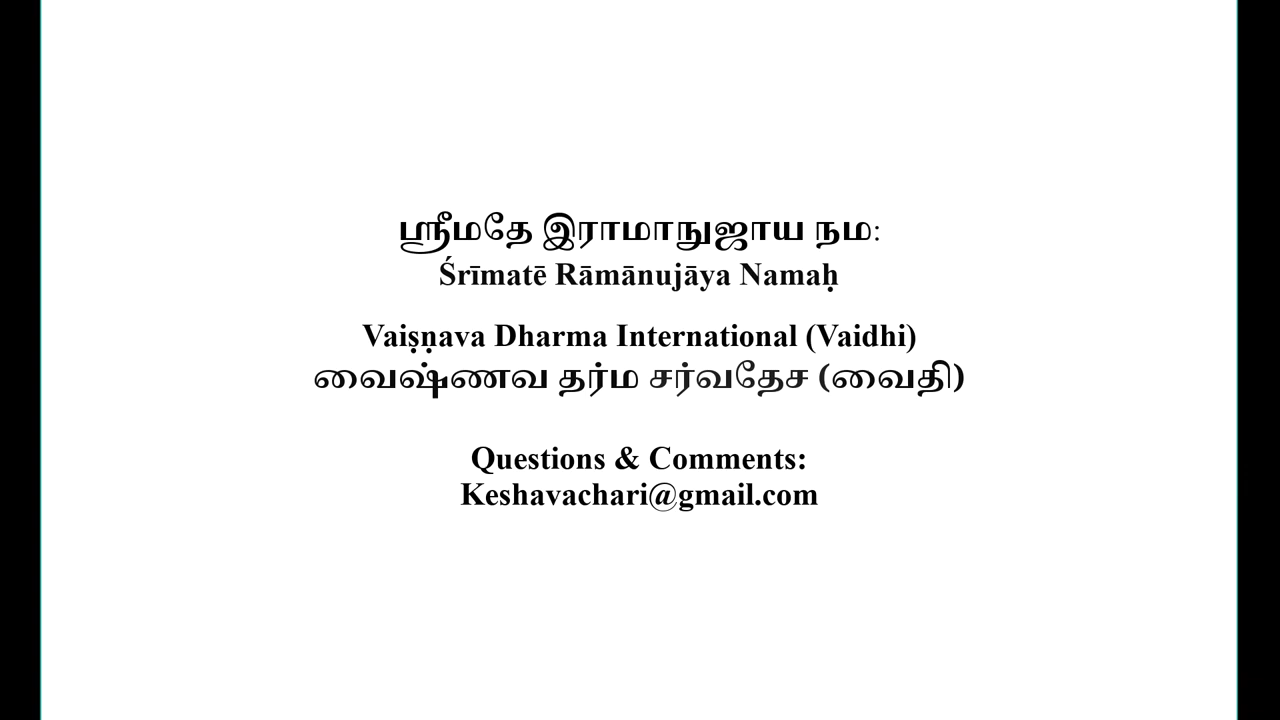 ஸ்ரீமதே இராமாநுஜாய நம:
Śrīmatē Rāmānujāya Namaḥ
Vaiṣṇava Dharma International (Vaidhi)
வைஷ்ணவ தர்ம சர்வதேச (வைதி)
Questions & Comments:
Keshavachari@gmail.com